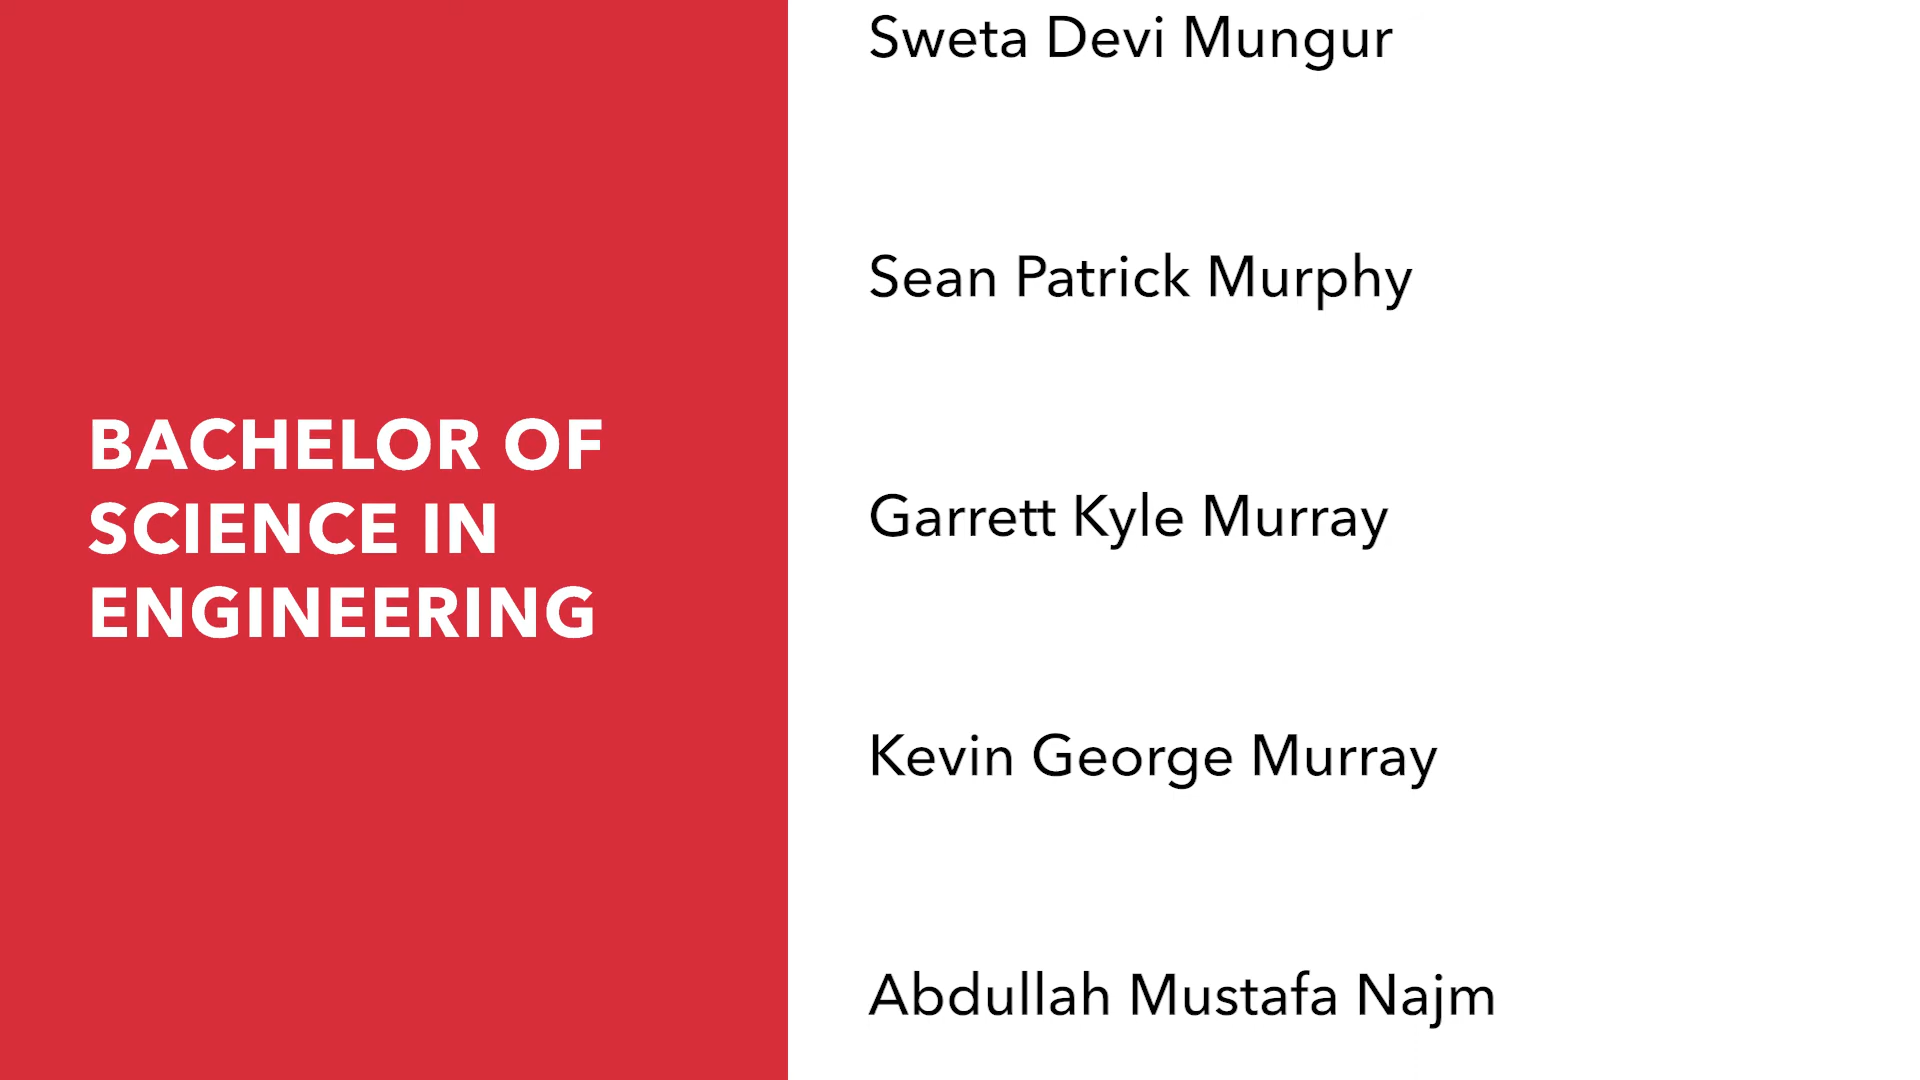 BACHELOR OF
SCIENCE IN
ENGINEERING
Sweta Devi Mungur
Sean Patrick Murphy
Garrett Kyle Murray
Kevin George Murray
Abdullah Mustafa Najm